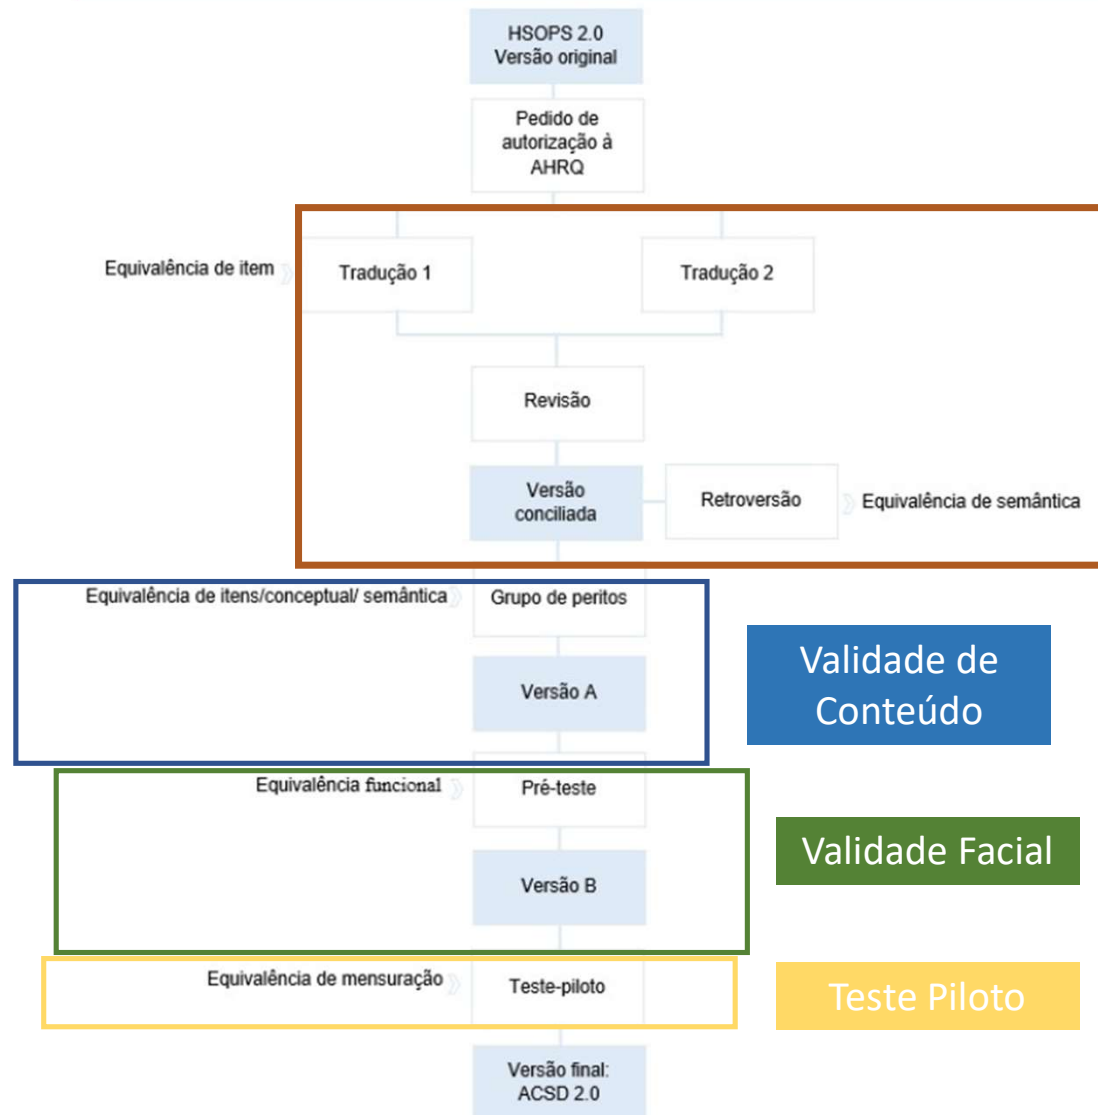 HSOPS 2.0
Versão original
Pedido de
autorização à
AHRQ
Equivalência de item
Tradução 1
Tradução 2
Revisão
Versão
conciliada
Retroversão
Equivalência de semântica
Equivalência de itens/conceptual/ semântica
Grupo de peritos
Versão A
Validade de
Conteúdo
Equivalência funcional
Pré-teste
Versão B
Validade Facial
Equivalência de mensuração
Teste-piloto
Teste Piloto
Versão final:
ACSD 2.0